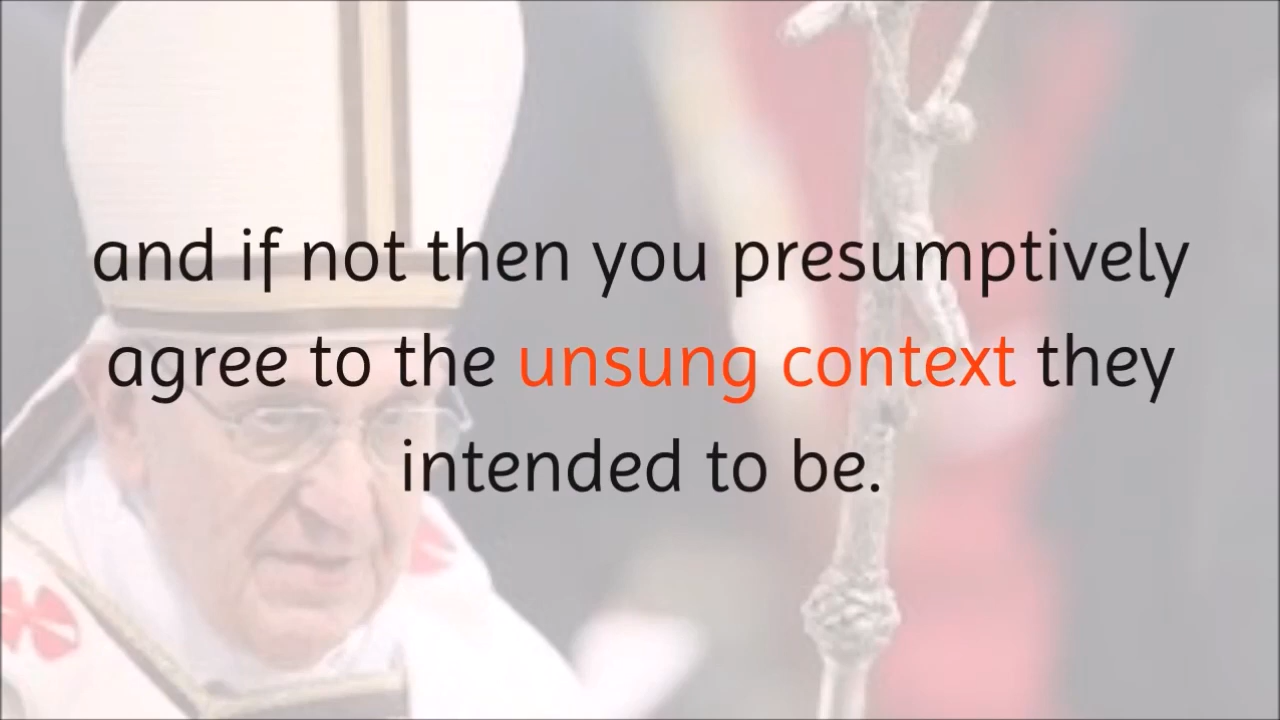 and if not then you presumptively
agree to the unsung context they
intended to be.